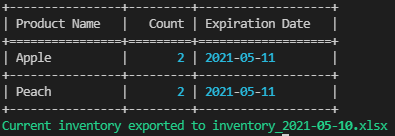 +----------------+---------+-------------------+
| Product Name   |   Count | Expiration Date   |
+================+=========+===================+
| Apple          |       2 | 2021-05-11        |
+----------------+---------+-------------------+
| Peach          |       2 | 2021-05-11        |
+----------------+---------+-------------------+
Current inventory exported to inventory_2021-05-10.xlsx